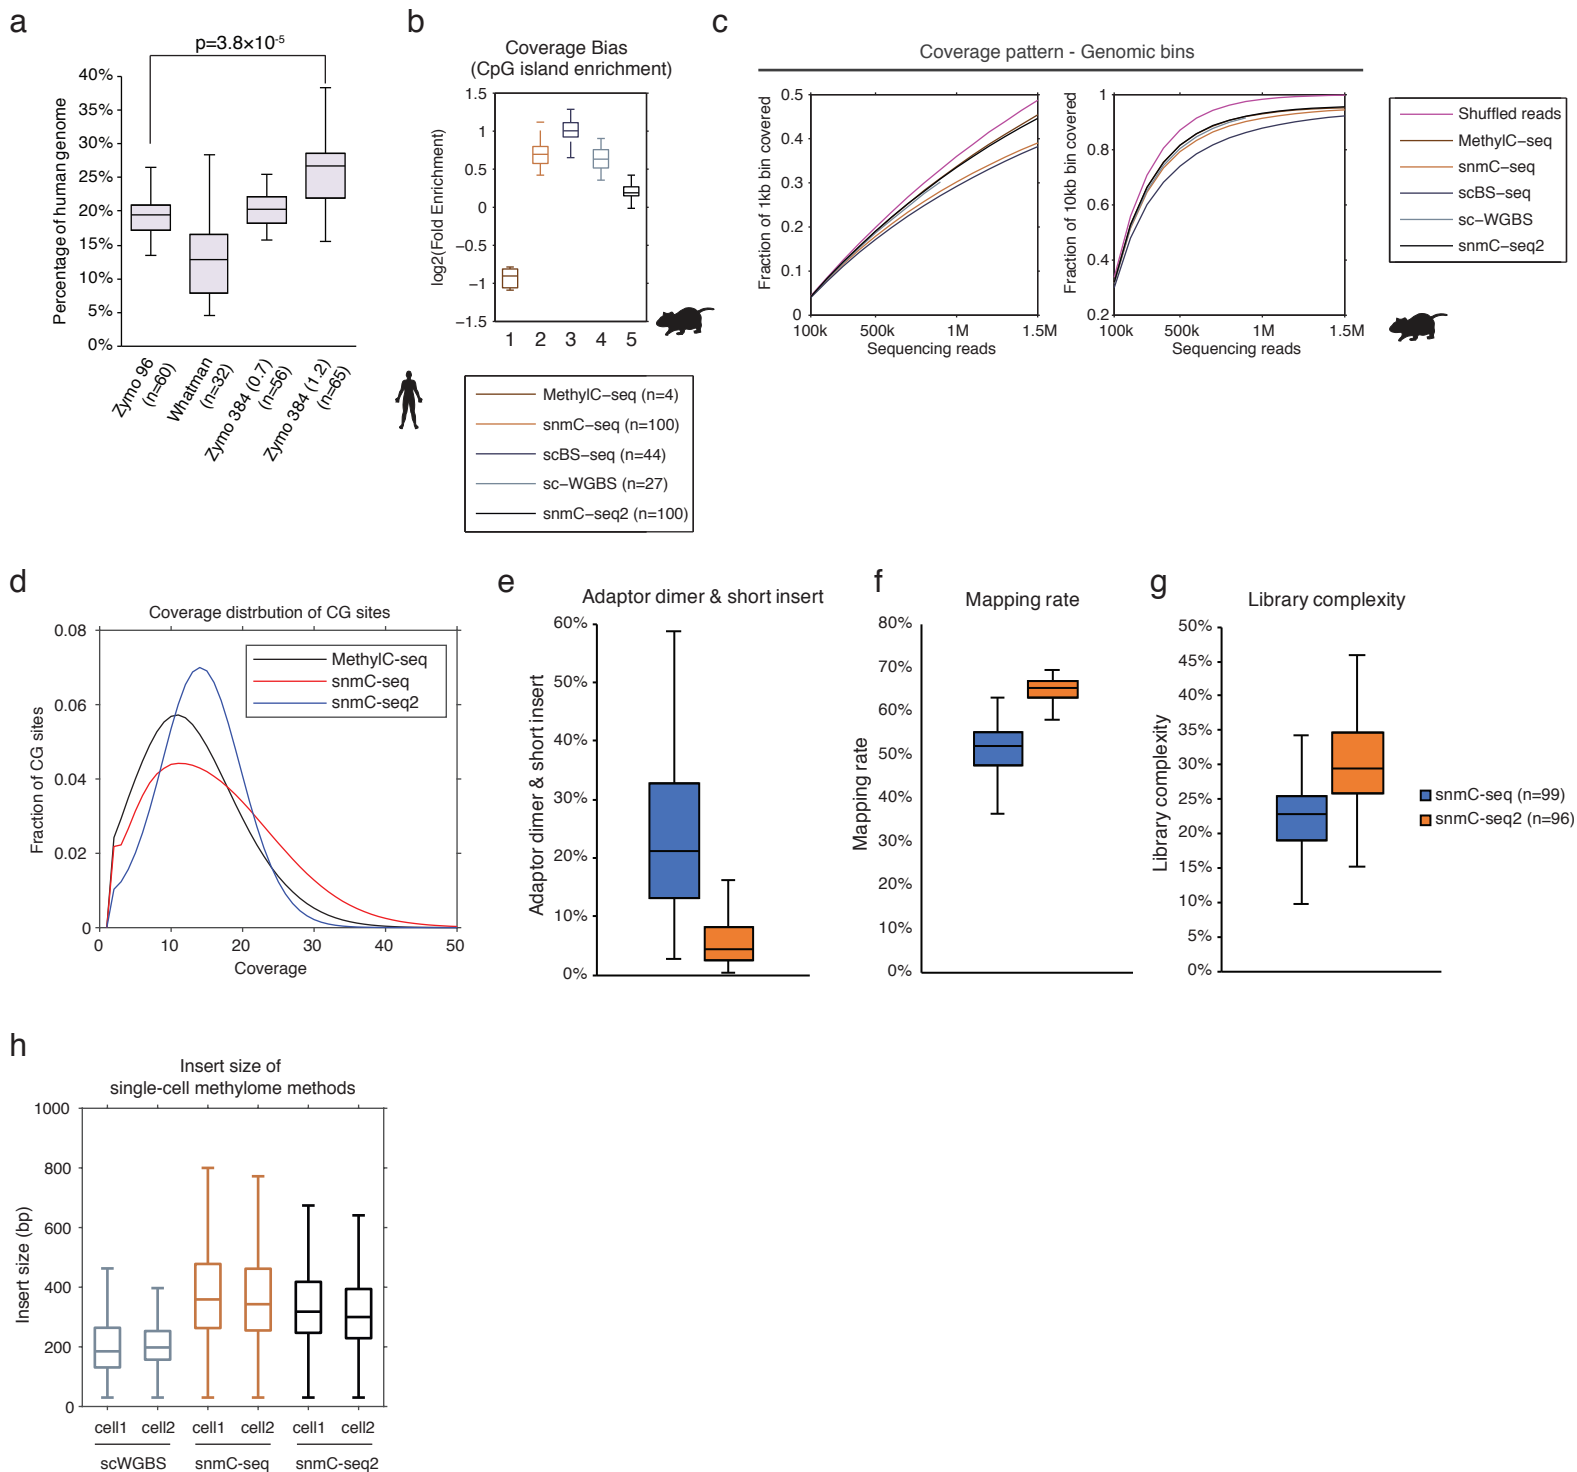 a
p=3.8×10-5
40%
35%
30%
25%
20%
15%
10%
5%
0%
Percentage of human genome
Zymo 96
(n=60)
Whatman
(n=32)
Zymo 384 (0.7)
(n=56)
Zymo 384 (1.2)
(n=65)
b
Coverage Bias
(CpG island enrichment)
1.5
1
0.5
0
−0.5
−1
−1.5
log2(Fold Enrichment)
1 2 3 4 5
MethylC−seq (n=4)
snmC−seq (n=100)
scBS−seq (n=44)
sc−WGBS (n=27)
snmC−seq2 (n=100)
c
Coverage pattern - Genomic bins
0.5
0.4
0.3
0.2
0.1
0
Fraction of 1kb bin covered
100k 500k 1M 1.5M
Sequencing reads
1
0.8
0.6
0.4
0.2
Fraction of 10kb bin covered
100k 500k 1M 1.5M
Sequencing reads
Shuffled reads
MethylC−seq
snmC−seq
scBS−seq
sc−WGBS
snmC−seq2
d
Coverage distrbution of CG sites
0.08
0.06
0.04
0.02
0
Fraction of CG sites
MethylC-seq
snmC-seq
snmC-seq2
0 10 20 30 40 50
Coverage
e
Adaptor dimer & short insert
60%
50%
40%
30%
20%
10%
0%
Adaptor dimer & short insert
f
Mapping rate
80%
70%
60%
50%
40%
30%
20%
10%
0%
Mapping rate
g
Library complexity
50%
45%
40%
35%
30%
25%
20%
15%
10%
5%
0%
Library complexity
snmC-seq (n=99)
snmC-seq2 (n=96)
h
Insert size of
single-cell methylome methods
1000
800
600
400
200
0
Insert size (bp)
cell1 cell2 cell1 cell2 cell1 cell2
scWGBS snmC-seq snmC-seq2